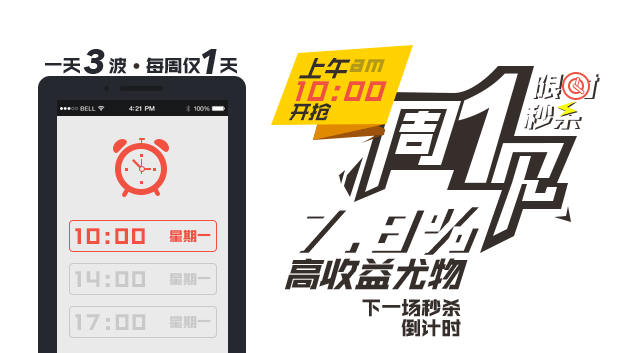 一天3波·每周仅1天
BELL 4:21 PM 100%
10:00 星期一
14:00 星期一
17:00 星期一
上午am
10:00
开抢
周1见
限时
秒杀
7.8%
高收益尤物
下一场秒杀
倒计时